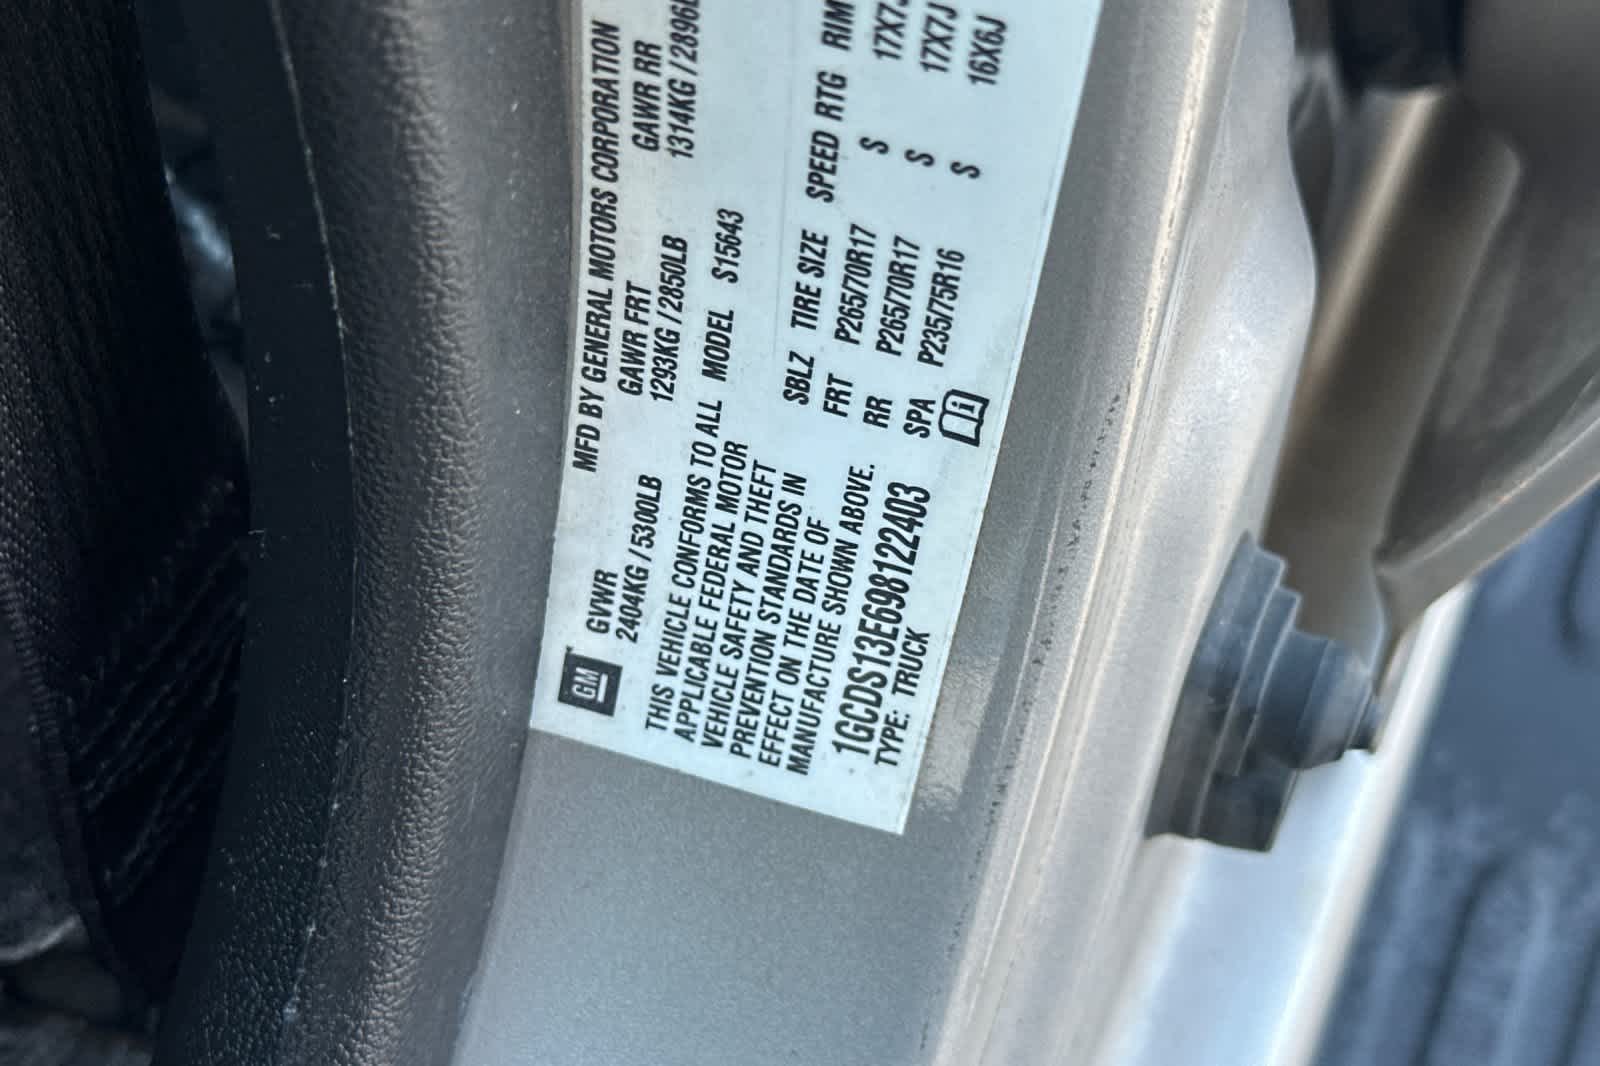 MFD BY GENERAL MOTORS CORPORATION
GM
GVWR GAWR FRT GAWR RR
2404KG / 5300LB 1293KG / 2850LB 1314KG / 2896L
THIS VEHICLE CONFORMS TO ALL
APPLICABLE FEDERAL MOTOR
VEHICLE SAFETY AND THEFT
PREVENTION STANDARDS IN
EFFECT ON THE DATE OF
MANUFACTURE SHOWN ABOVE.
1GCDS13E698122403
TYPE: TRUCK
MODEL S15643
SBLZ TIRE SIZE SPEED RTG RIM
FRT P265/70R17 S 17X7J
RR P265/70R17 S 17X7J
SPA P235/75R16 S 16X6J
i